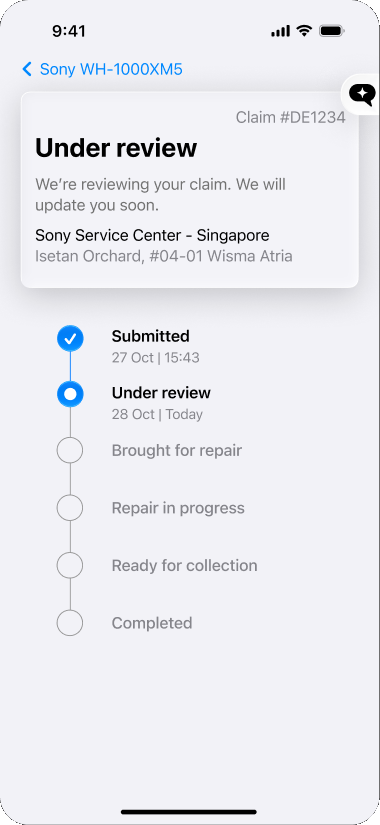 9:41
Sony WH-1000XM5
Claim #DE1234
Under review
We're reviewing your claim. We will
update you soon.
Sony Service Center - Singapore
Isetan Orchard, #04-01 Wisma Atria
Submitted
27 Oct | 15:43
Under review
28 Oct | Today
Brought for repair
Repair in progress
Ready for collection
Completed